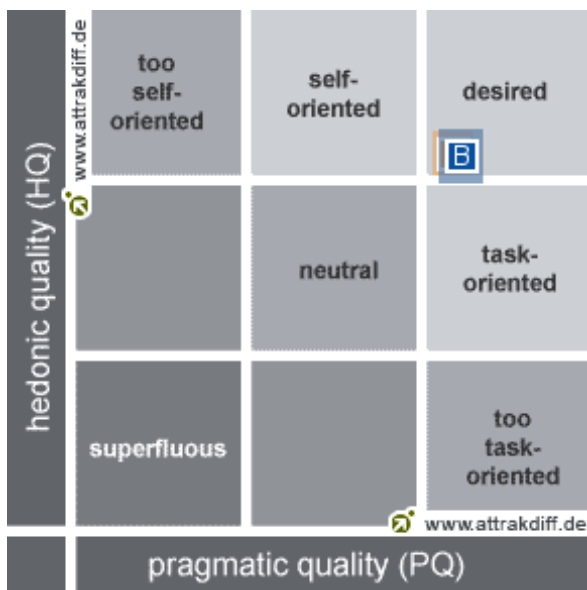 hedonic quality (HQ)
www.attrakdiff.de
too
self-
oriented
self-
oriented
desired
B
neutral
task-
oriented
superfluous
too
task-
oriented
www.attrakdiff.de
pragmatic quality (PQ)